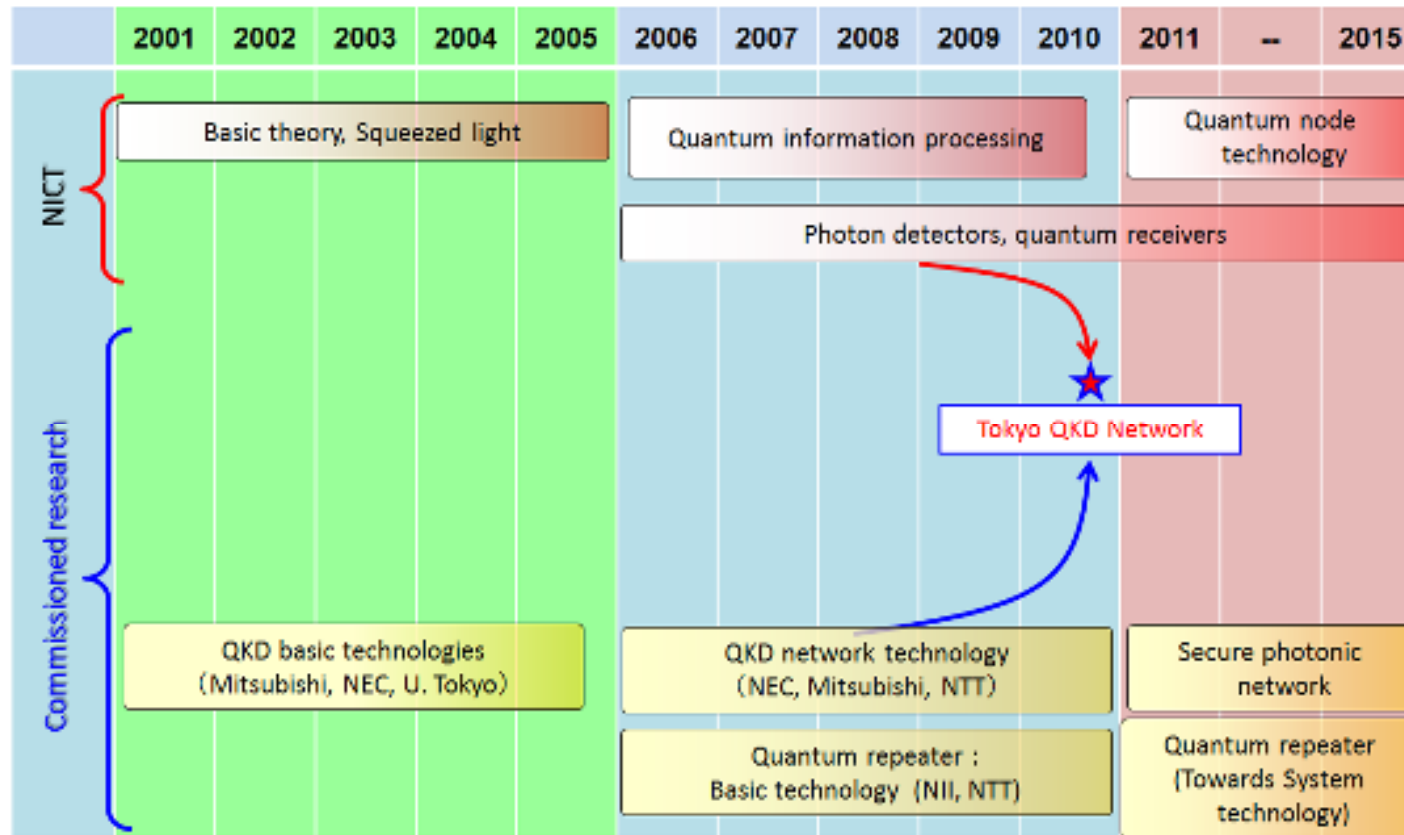 2001 2002 2003 2004 2005 2006 2007 2008 2009 2010 2011 -- 2015
NICT
Basic theory, Squeezed light
Quantum information processing
Quantum node
technology
Photon detectors, quantum receivers
Tokyo QKD Network
Commissioned research
QKD basic technologies
(Mitsubishi, NEC, U. Tokyo)
QKD network technology
(NEC, Mitsubishi, NTT)
Secure photonic
network
Quantum repeater :
Basic technology (NII, NTT)
Quantum repeater
(Towards System
technology)